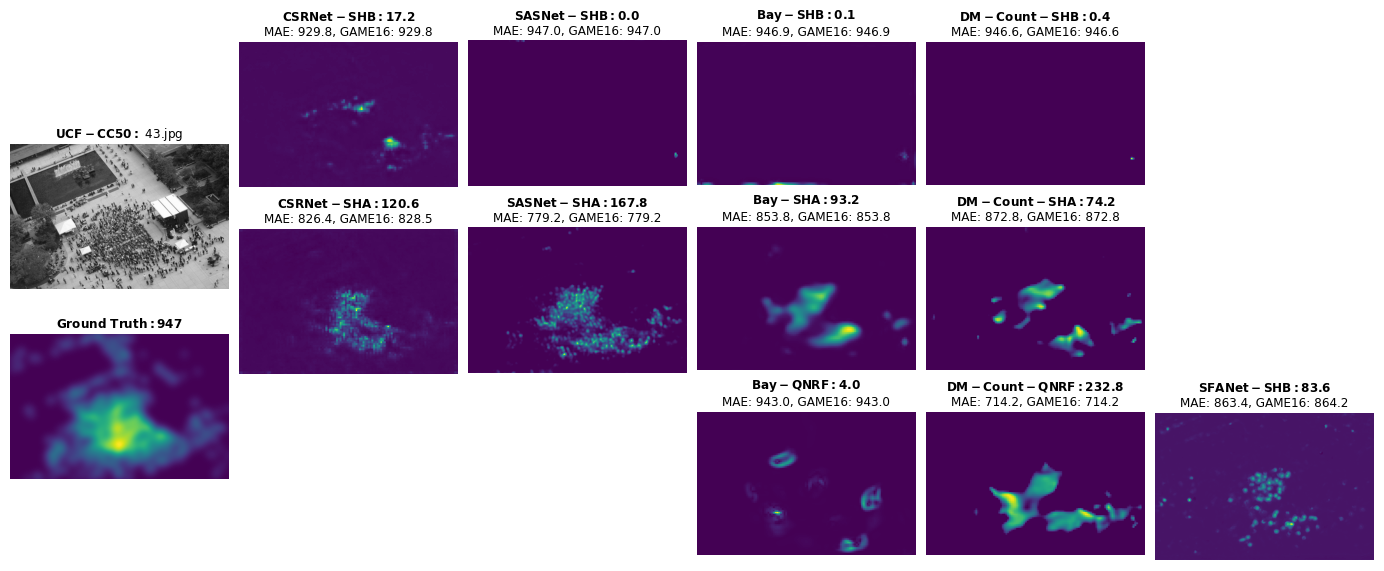 CSRNet − SHB: 17.2
MAE: 929.8, GAME16: 929.8
SASNet − SHB: 0.0
MAE: 947.0, GAME16: 947.0
Bay − SHB: 0.1
MAE: 946.9, GAME16: 946.9
DM − Count − SHB: 0.4
MAE: 946.6, GAME16: 946.6
UCF − CC50: 43.jpg
CSRNet − SHA: 120.6
MAE: 826.4, GAME16: 828.5
SASNet − SHA: 167.8
MAE: 779.2, GAME16: 779.2
Bay − SHA: 93.2
MAE: 853.8, GAME16: 853.8
DM − Count − SHA: 74.2
MAE: 872.8, GAME16: 872.8
Ground Truth: 947
Bay − QNRF: 4.0
MAE: 943.0, GAME16: 943.0
DM − Count − QNRF: 232.8
MAE: 714.2, GAME16: 714.2
SFANet − SHB: 83.6
MAE: 863.4, GAME16: 864.2